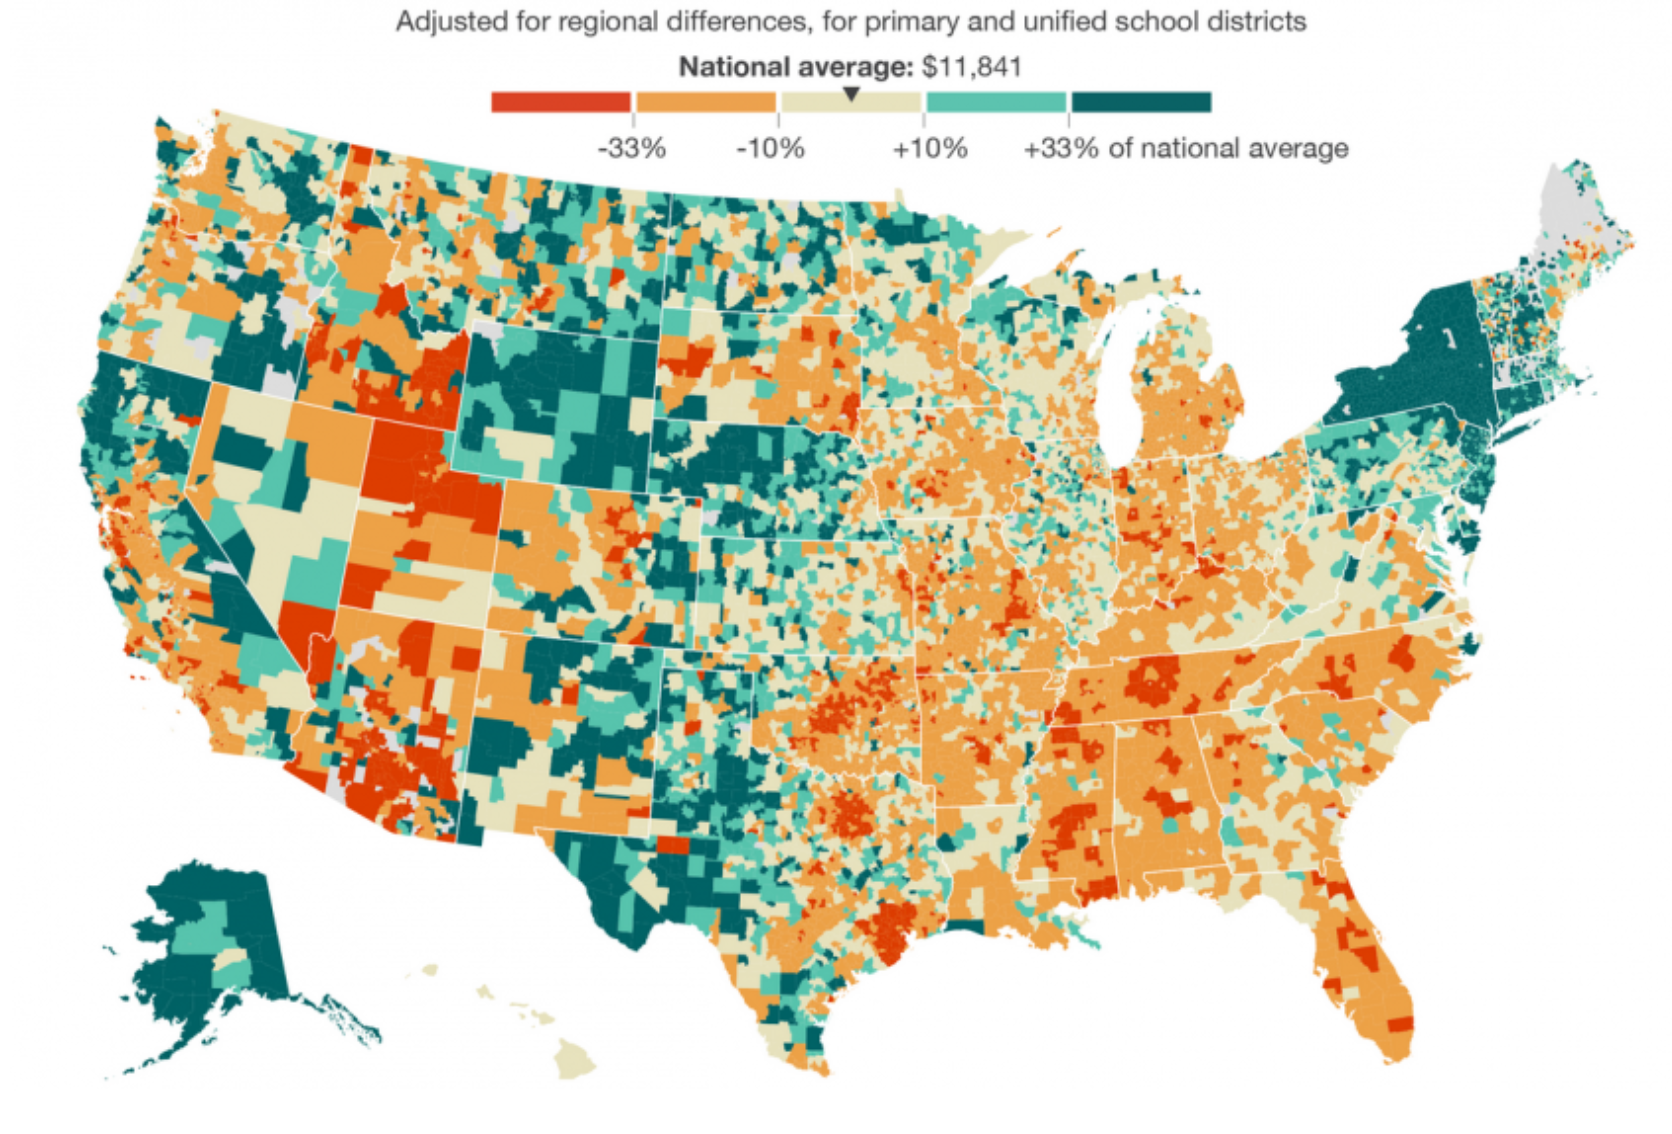 Adjusted for regional differences, for primary and unified school districts
National average: $11,841
-33% -10% +10% +33% of national average